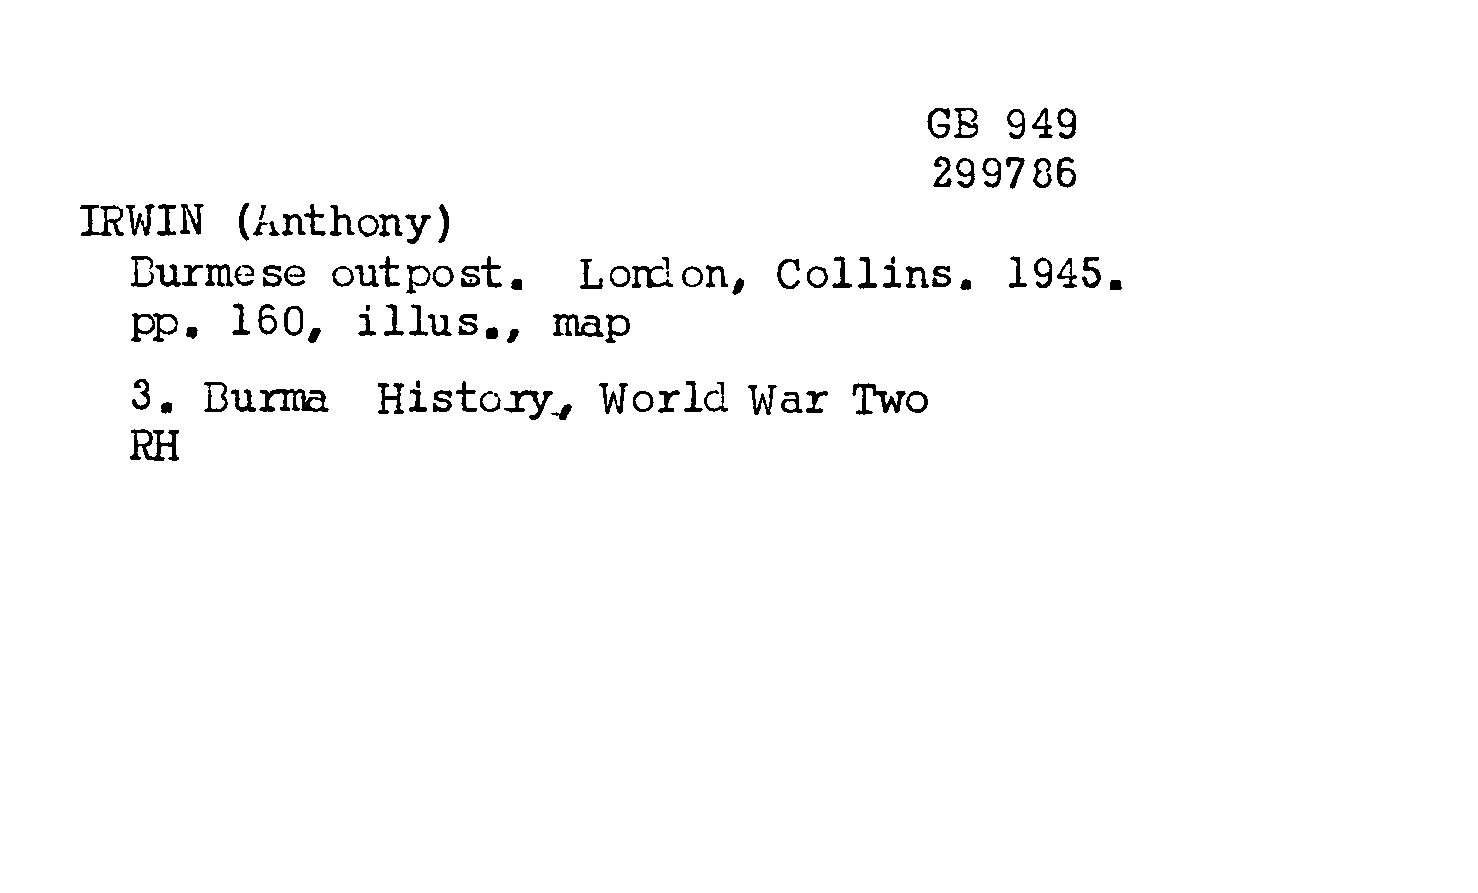 GB 949
299786
IRWIN (Anthony)
Burmese outpost. London, Collins. 1945.
pp. 160, illus., map
3. Burma History, World War Two
RH